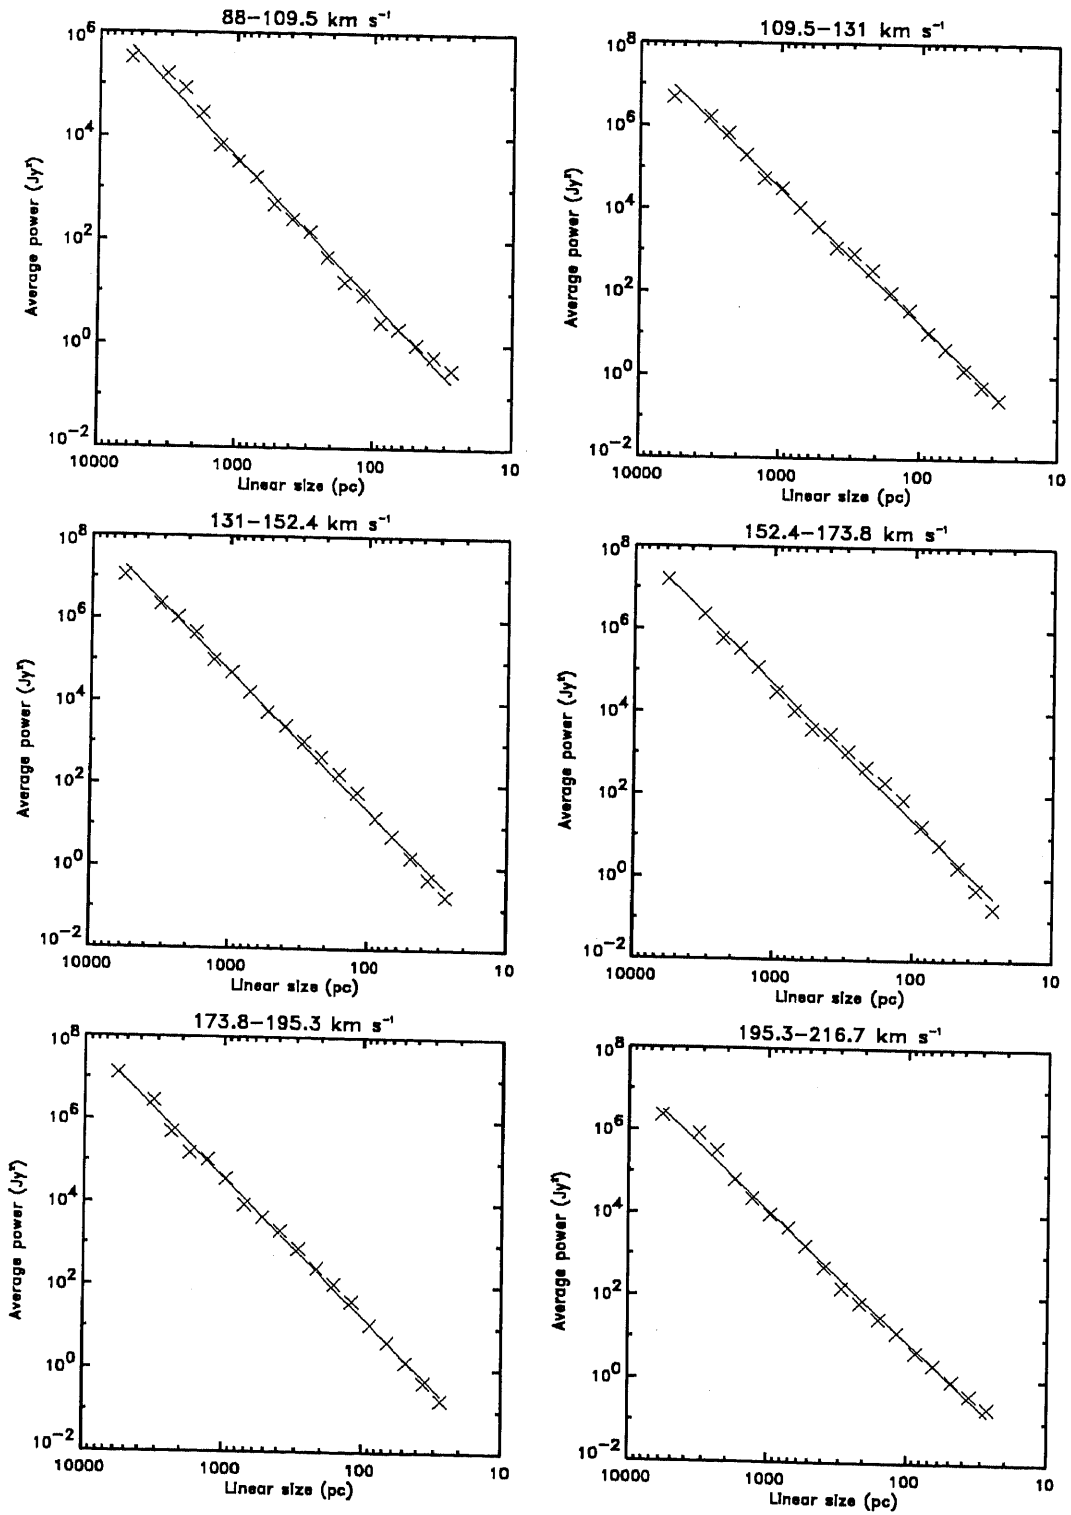 88–109.5 km s⁻¹
10⁶
10⁴
10²
10⁰
10⁻²
Average power (Jy²)
10000 1000 100 10
Linear size (pc)
109.5–131 km s⁻¹
10⁸
10⁶
10⁴
10²
10⁰
10⁻²
Average power (Jy²)
10000 1000 100 10
Linear size (pc)
131–152.4 km s⁻¹
10⁸
10⁶
10⁴
10²
10⁰
10⁻²
Average power (Jy²)
10000 1000 100 10
Linear size (pc)
152.4–173.8 km s⁻¹
10⁸
10⁶
10⁴
10²
10⁰
10⁻²
Average power (Jy²)
10000 1000 100 10
Linear size (pc)
173.8–195.3 km s⁻¹
10⁸
10⁶
10⁴
10²
10⁰
10⁻²
Average power (Jy²)
10000 1000 100 10
Linear size (pc)
195.3–216.7 km s⁻¹
10⁸
10⁶
10⁴
10²
10⁰
10⁻²
Average power (Jy²)
10000 1000 100 10
Linear size (pc)